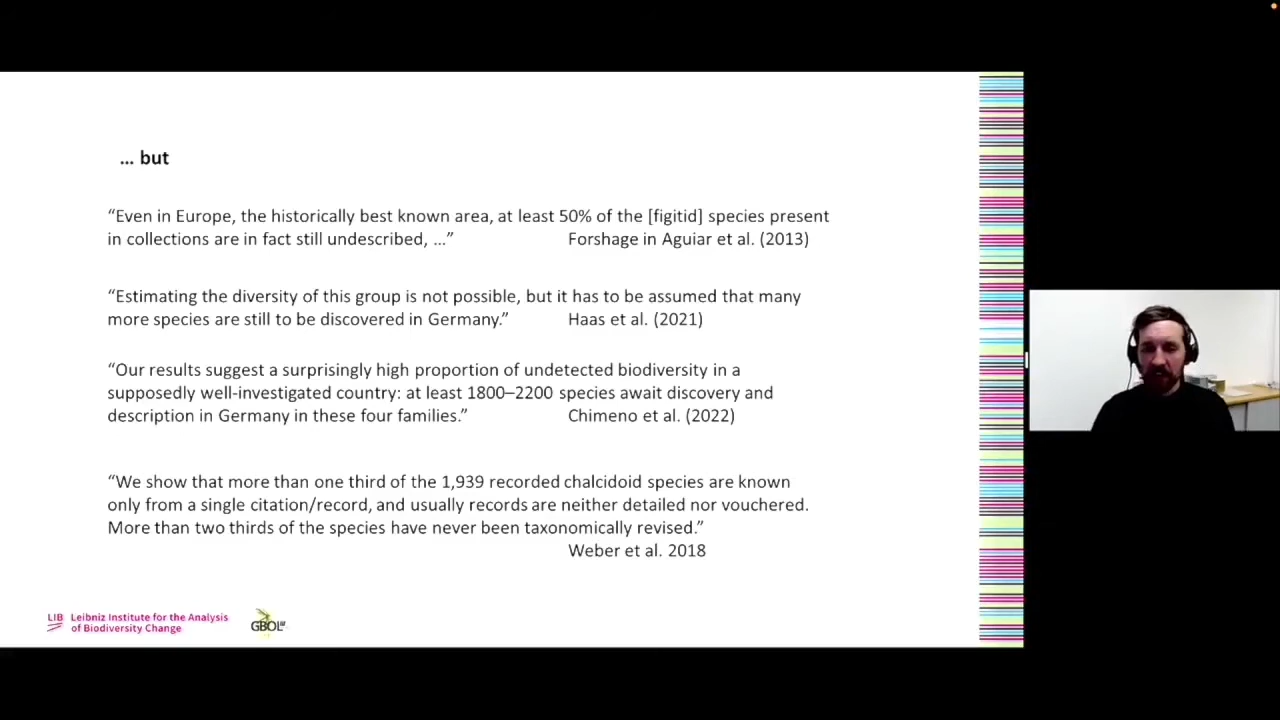 ... but
“Even in Europe, the historically best known area, at least 50% of the [figitid] species present
in collections are in fact still undescribed, ...” Forshage in Aguiar et al. (2013)
“Estimating the diversity of this group is not possible, but it has to be assumed that many
more species are still to be discovered in Germany.” Haas et al. (2021)
“Our results suggest a surprisingly high proportion of undetected biodiversity in a
supposedly well-investigated country: at least 1800–2200 species await discovery and
description in Germany in these four families.” Chimeno et al. (2022)
“We show that more than one third of the 1,939 recorded chalcidoid species are known
only from a single citation/record, and usually records are neither detailed nor vouchered.
More than two thirds of the species have never been taxonomically revised.”
Weber et al. 2018
LIB Leibniz Institute for the Analysis
of Biodiversity Change
GBOL